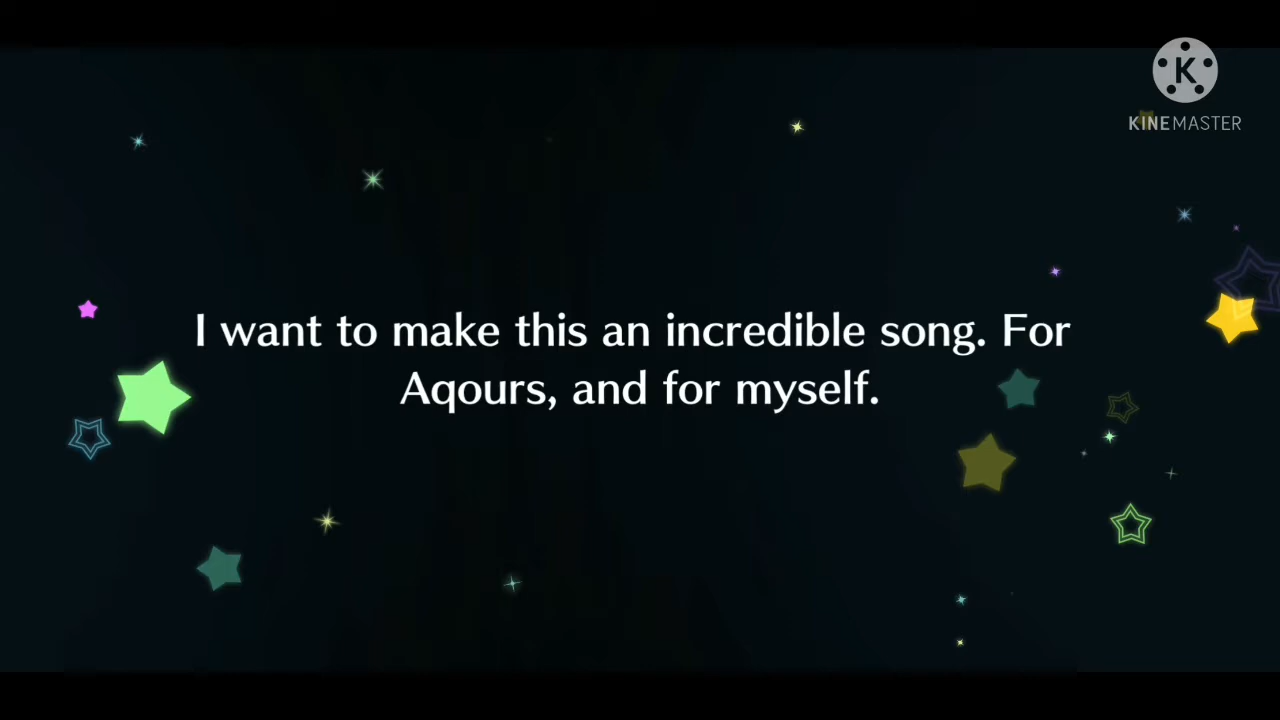 K
KINEMASTER
I want to make this an incredible song. For
Aqours, and for myself.